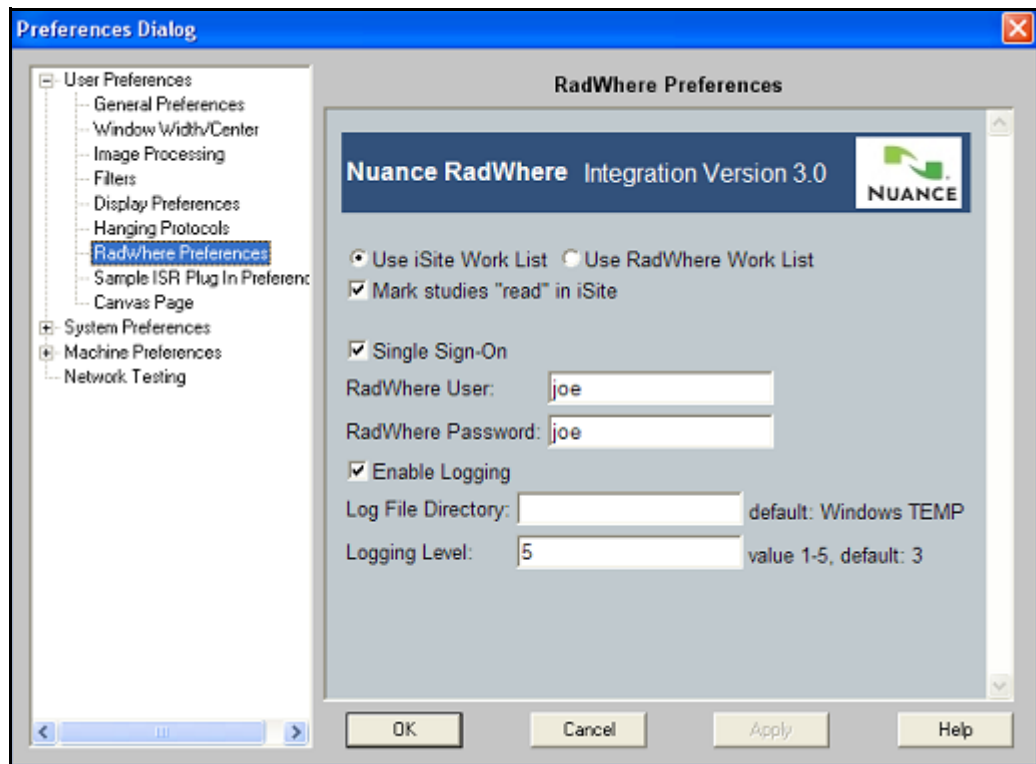 Preferences Dialog
User Preferences
General Preferences
Window Width/Center
Image Processing
Filters
Display Preferences
Hanging Protocols
RadWhere Preferences
Sample ISR Plug In Preferenc
Canvas Page
System Preferences
Machine Preferences
Network Testing
RadWhere Preferences
Nuance RadWhere Integration Version 3.0
NUANCE
Use iSite Work List Use RadWhere Work List
Mark studies "read" in iSite
Single Sign-On
RadWhere User: joe
RadWhere Password: joe
Enable Logging
Log File Directory: default: Windows TEMP
Logging Level: 5 value 1-5, default: 3
OK Cancel Apply Help